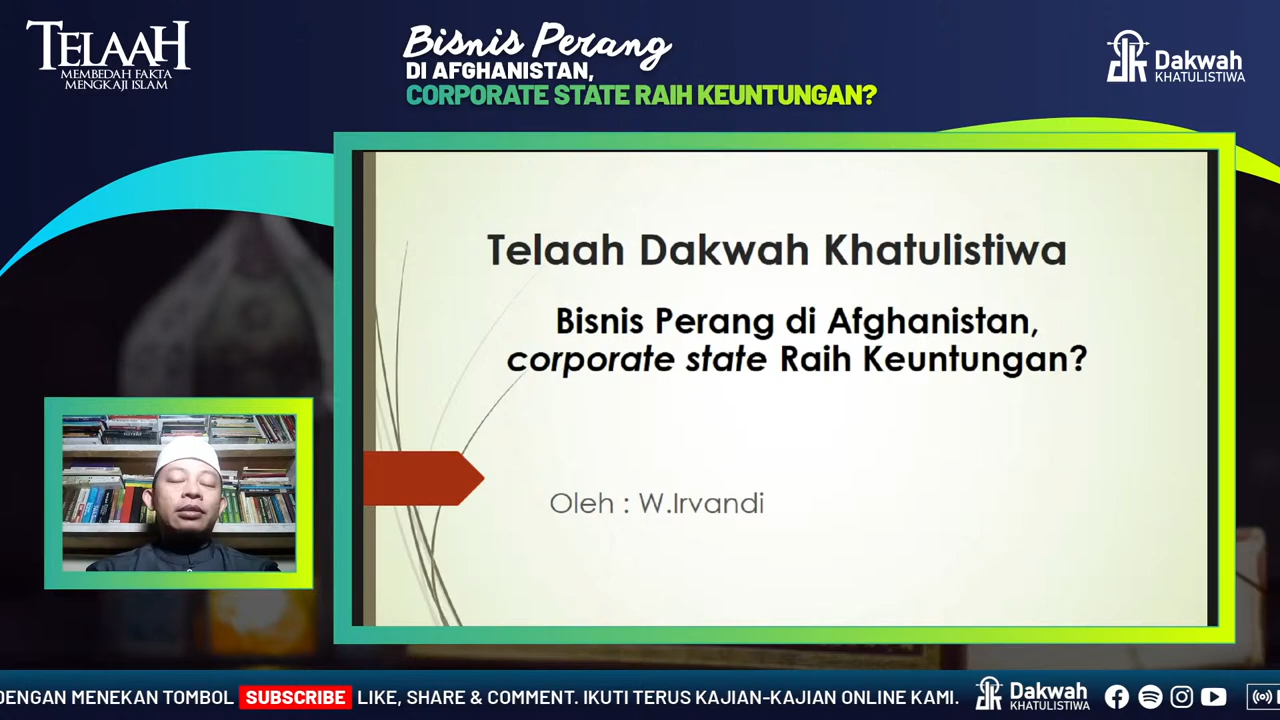 TELAAH
MEMBEDAH FAKTA
MENGKAJI ISLAM
Bisnis Perang
DI AFGHANISTAN,
CORPORATE STATE RAIH KEUNTUNGAN?
Dakwah
KHATULISTIWA
Telaah Dakwah Khatulistiwa
Bisnis Perang di Afghanistan,
corporate state Raih Keuntungan?
Oleh : W.Irvandi
DENGAN MENEKAN TOMBOL SUBSCRIBE LIKE, SHARE & COMMENT. IKUTI TERUS KAJIAN-KAJIAN ONLINE KAMI.
Dakwah
KHATULISTIWA